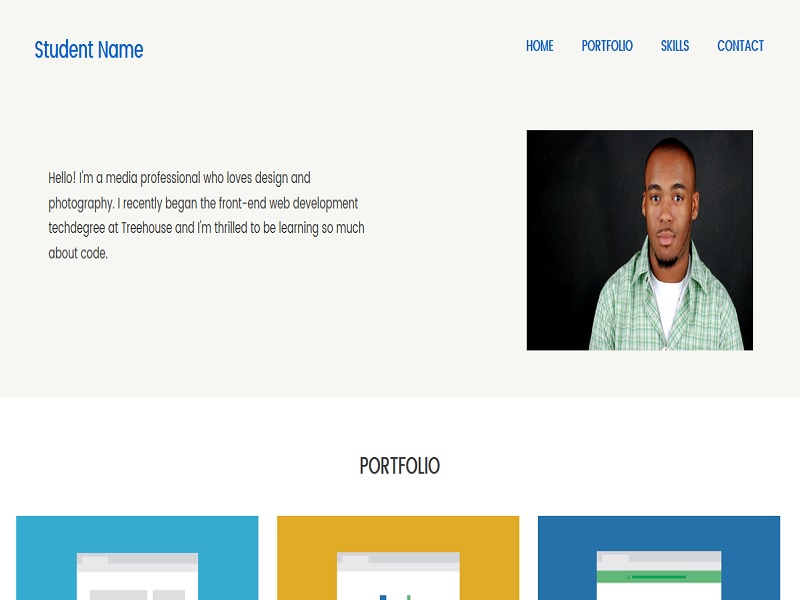 Student Name
HOME PORTFOLIO SKILLS CONTACT
Hello! I'm a media professional who loves design and
photography. I recently began the front-end web development
techdegree at Treehouse and I'm thrilled to be learning so much
about code.
PORTFOLIO